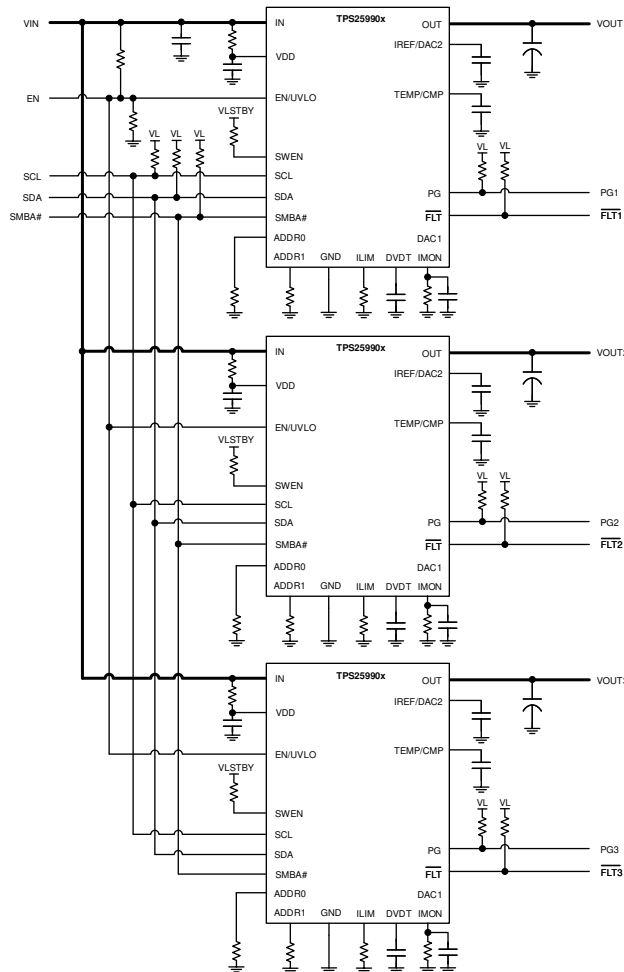 TPS25990x
VIN
IN
OUT
VOUT
IREF/DAC2
VDD
TEMP/CMP
EN
EN/UVLO
VLSTBY
VL
VL
VL
VL
VL
SWEN
SCL
SCL
SDA
SDA
PG
PG1
SMBA#
SMBA#
FLT
FLT1
ADDR0
DAC1
ADDR1
GND
ILIM
DVDT
IMON
TPS25990x
IN
OUT
VOUT2
IREF/DAC2
VDD
TEMP/CMP
EN/UVLO
VLSTBY
VL
VL
SWEN
SCL
SDA
PG
PG2
SMBA#
FLT
FLT2
ADDR0
DAC1
ADDR1
GND
ILIM
DVDT
IMON
TPS25990x
IN
OUT
VOUT3
IREF/DAC2
VDD
TEMP/CMP
EN/UVLO
VLSTBY
VL
VL
SWEN
SCL
SDA
PG
PG3
SMBA#
FLT
FLT3
ADDR0
DAC1
ADDR1
GND
ILIM
DVDT
IMON